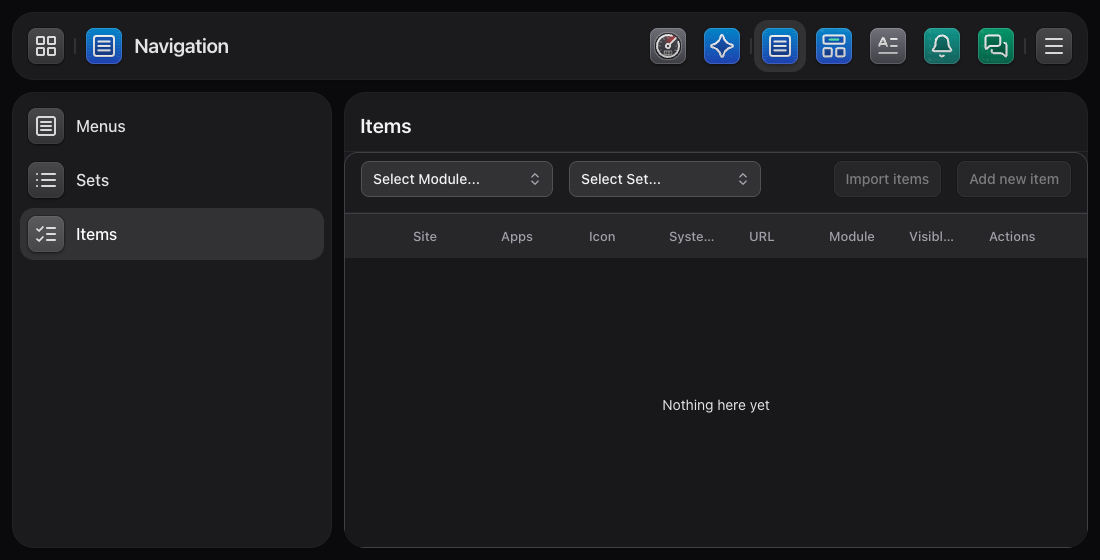 Navigation
Menus
Sets
Items
Items
Select Module...
Select Set...
Import items
Add new item
Site Apps Icon Syste... URL Module Visibl... Actions
Nothing here yet